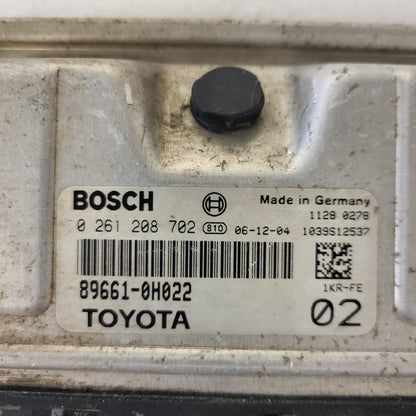 BOSCH Made in Germany
1128 0278
0 261 208 702 810 06-12-04 1039S12537
89661-0H022 1KR-FE
TOYOTA 02